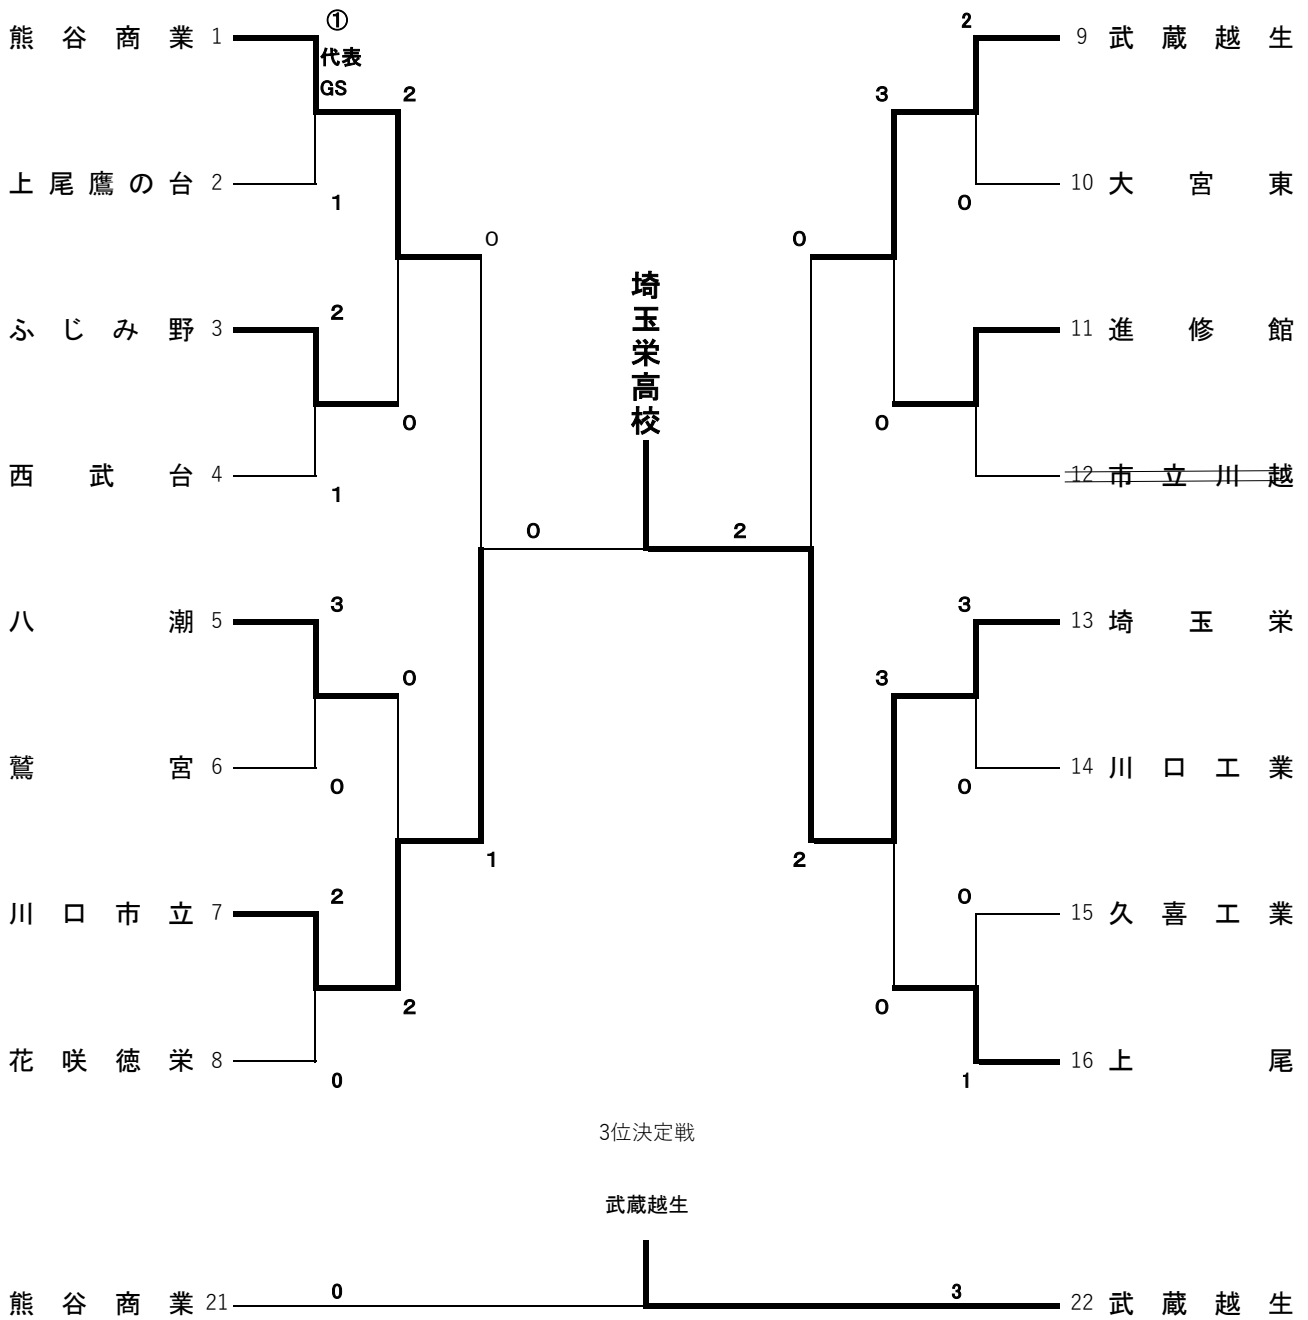 熊谷商業 1
①
代表
GS
2
上尾鷹の台 2
1
0
ふじみ野 3
2
0
西武台 4
1
0
八潮 5
3
0
鷲宮 6
0
1
川口市立 7
2
2
花咲徳栄 8
0
埼玉栄高校
2
2
9 武蔵越生
3
10 大宮東
0
0
11 進修館
0
12 市立川越
3
13 埼玉栄
3
14 川口工業
0
2
0
15 久喜工業
0
16 上尾
1
3位決定戦
武蔵越生
熊谷商業 21
0
3
22 武蔵越生